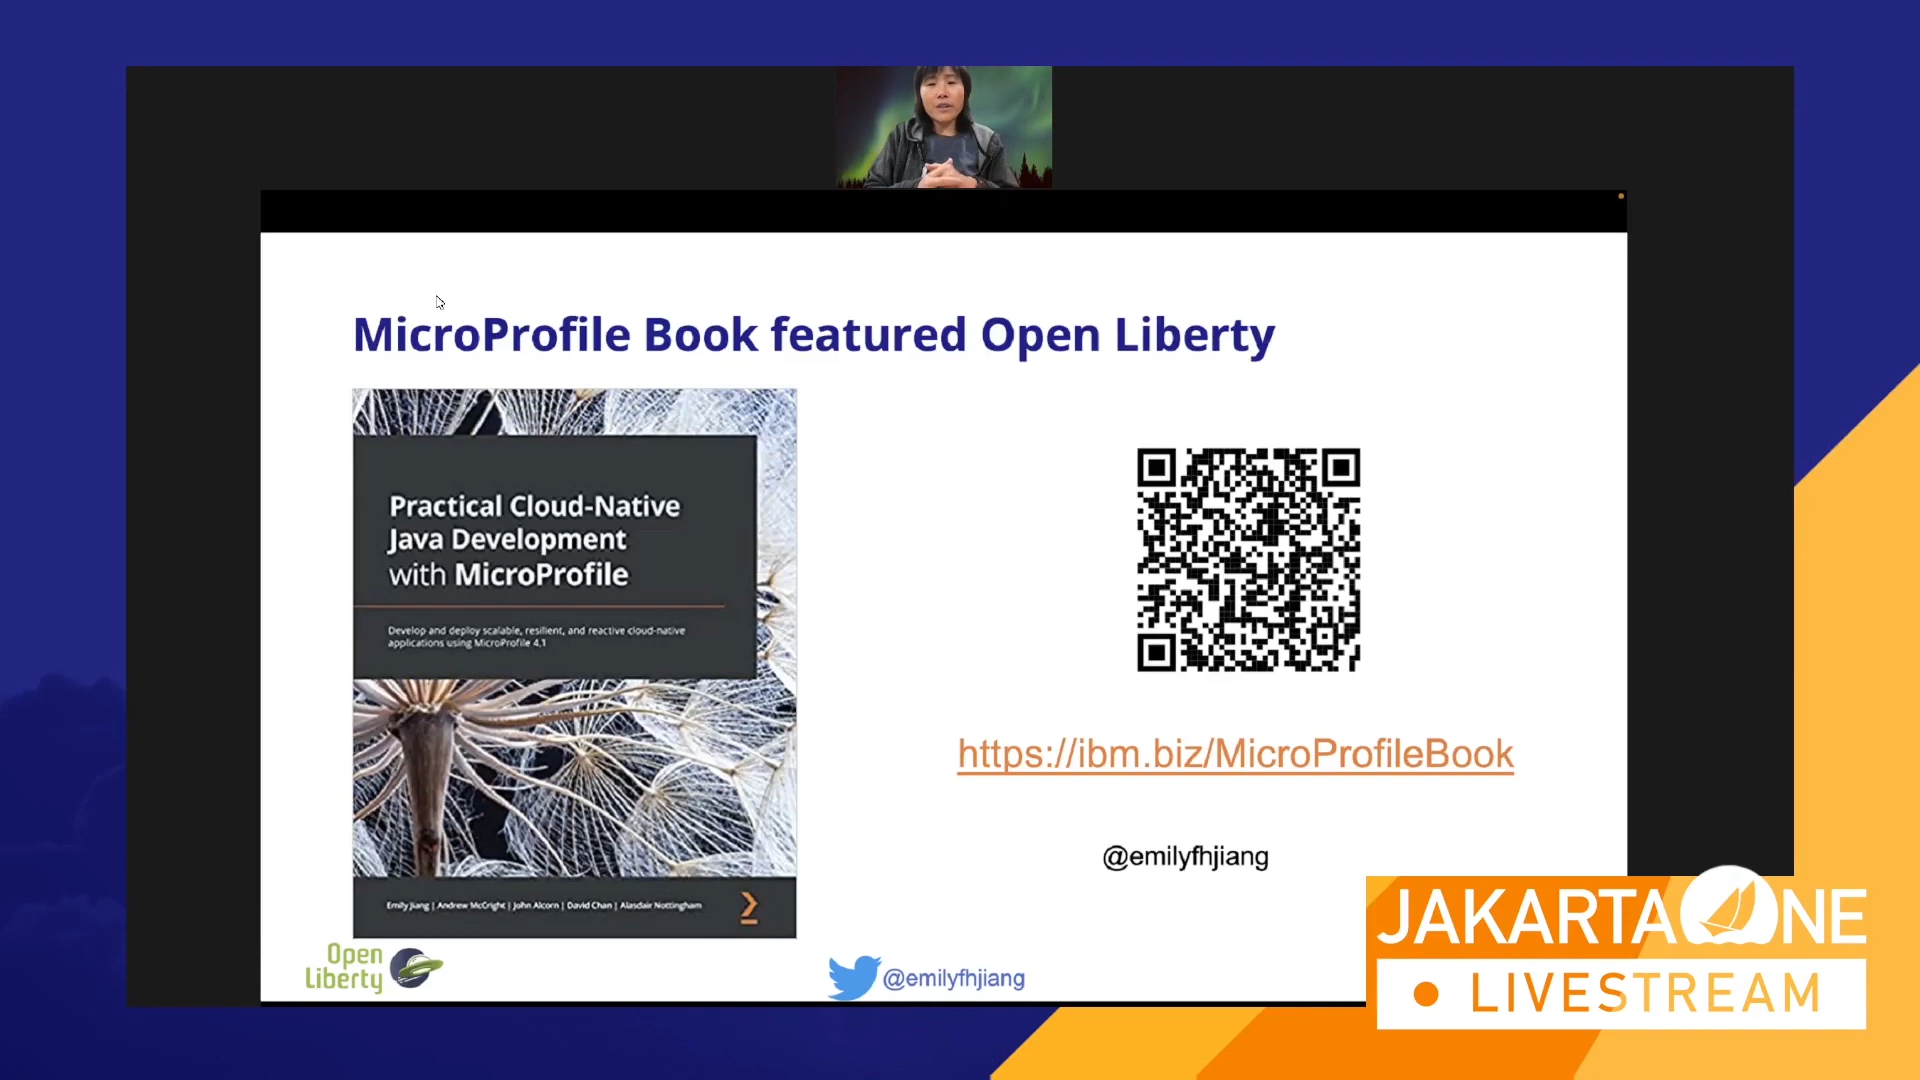 MicroProfile Book featured Open Liberty
Practical Cloud-Native
Java Development
with MicroProfile
Develop and deploy scalable, resilient, and reactive cloud-native
applications using MicroProfile 4.1
Emily Jiang | Andrew McCright | John Alcorn | David Chan | Alasdair Nottingham
https://ibm.biz/MicroProfileBook
@emilyfhjiang
Open
Liberty
@emilyfhjiang
JAKARTAONE
LIVESTREAM